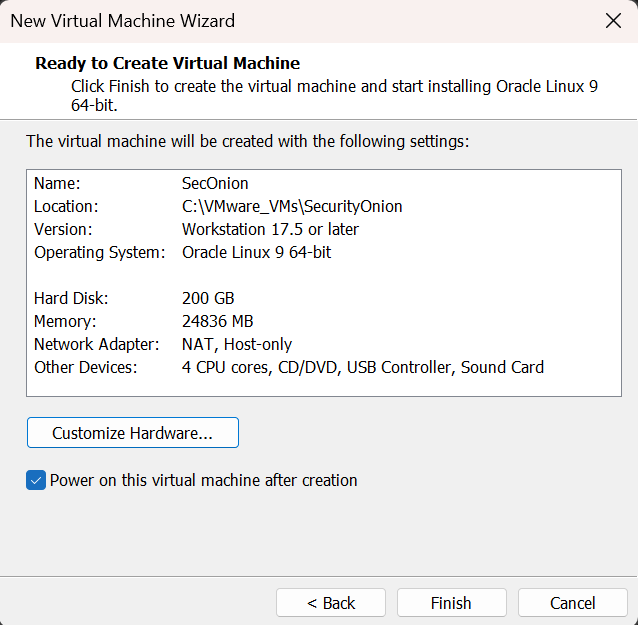 New Virtual Machine Wizard
Ready to Create Virtual Machine
Click Finish to create the virtual machine and start installing Oracle Linux 9
64-bit.
The virtual machine will be created with the following settings:
Name: SecOnion
Location: C:\VMware_VMs\SecurityOnion
Version: Workstation 17.5 or later
Operating System: Oracle Linux 9 64-bit
Hard Disk: 200 GB
Memory: 24836 MB
Network Adapter: NAT, Host-only
Other Devices: 4 CPU cores, CD/DVD, USB Controller, Sound Card
Customize Hardware...
Power on this virtual machine after creation
< Back Finish Cancel